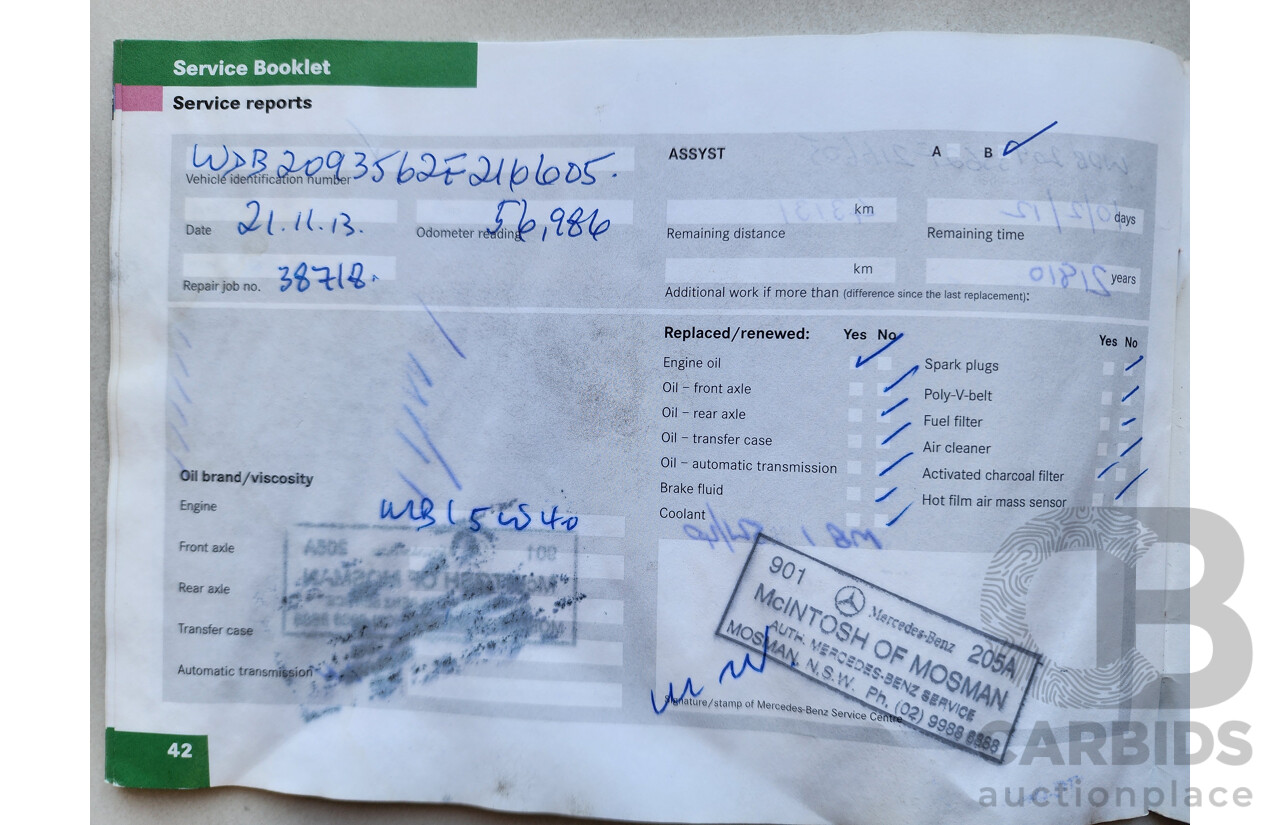 Service Booklet
Service reports
WDB2093562F216605.
Vehicle identification number
Date 21.11.13.
Odometer reading 56,986
Repair job no. 38718.
ASSYST A B
km
days
Remaining distance
Remaining time
km
years
Additional work if more than (difference since the last replacement):
Replaced/renewed: Yes No
Yes No
Engine oil
Spark plugs
Oil – front axle
Poly-V-belt
Oil – rear axle
Fuel filter
Oil – transfer case
Air cleaner
Oil – automatic transmission
Activated charcoal filter
Brake fluid
Hot film air mass sensor
Coolant
Oil brand/viscosity
Engine
Front axle
Rear axle
Transfer case
Automatic transmission
901 Mercedes-Benz 205A
McINTOSH OF MOSMAN
AUTH. MERCEDES-BENZ SERVICE
MOSMAN, N.S.W. Ph. (02) 9988 8888
Signature/stamp of Mercedes-Benz Service Centre
42
CARBIDS
auctionplace